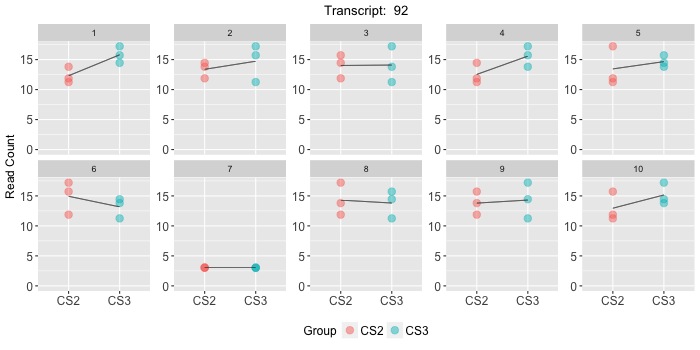 Transcript: 92
1 2 3 4 5
15
10
5
0
Read Count
6 7 8 9 10
15
10
5
0
CS2 CS3 CS2 CS3 CS2 CS3 CS2 CS3 CS2 CS3
Group CS2 CS3